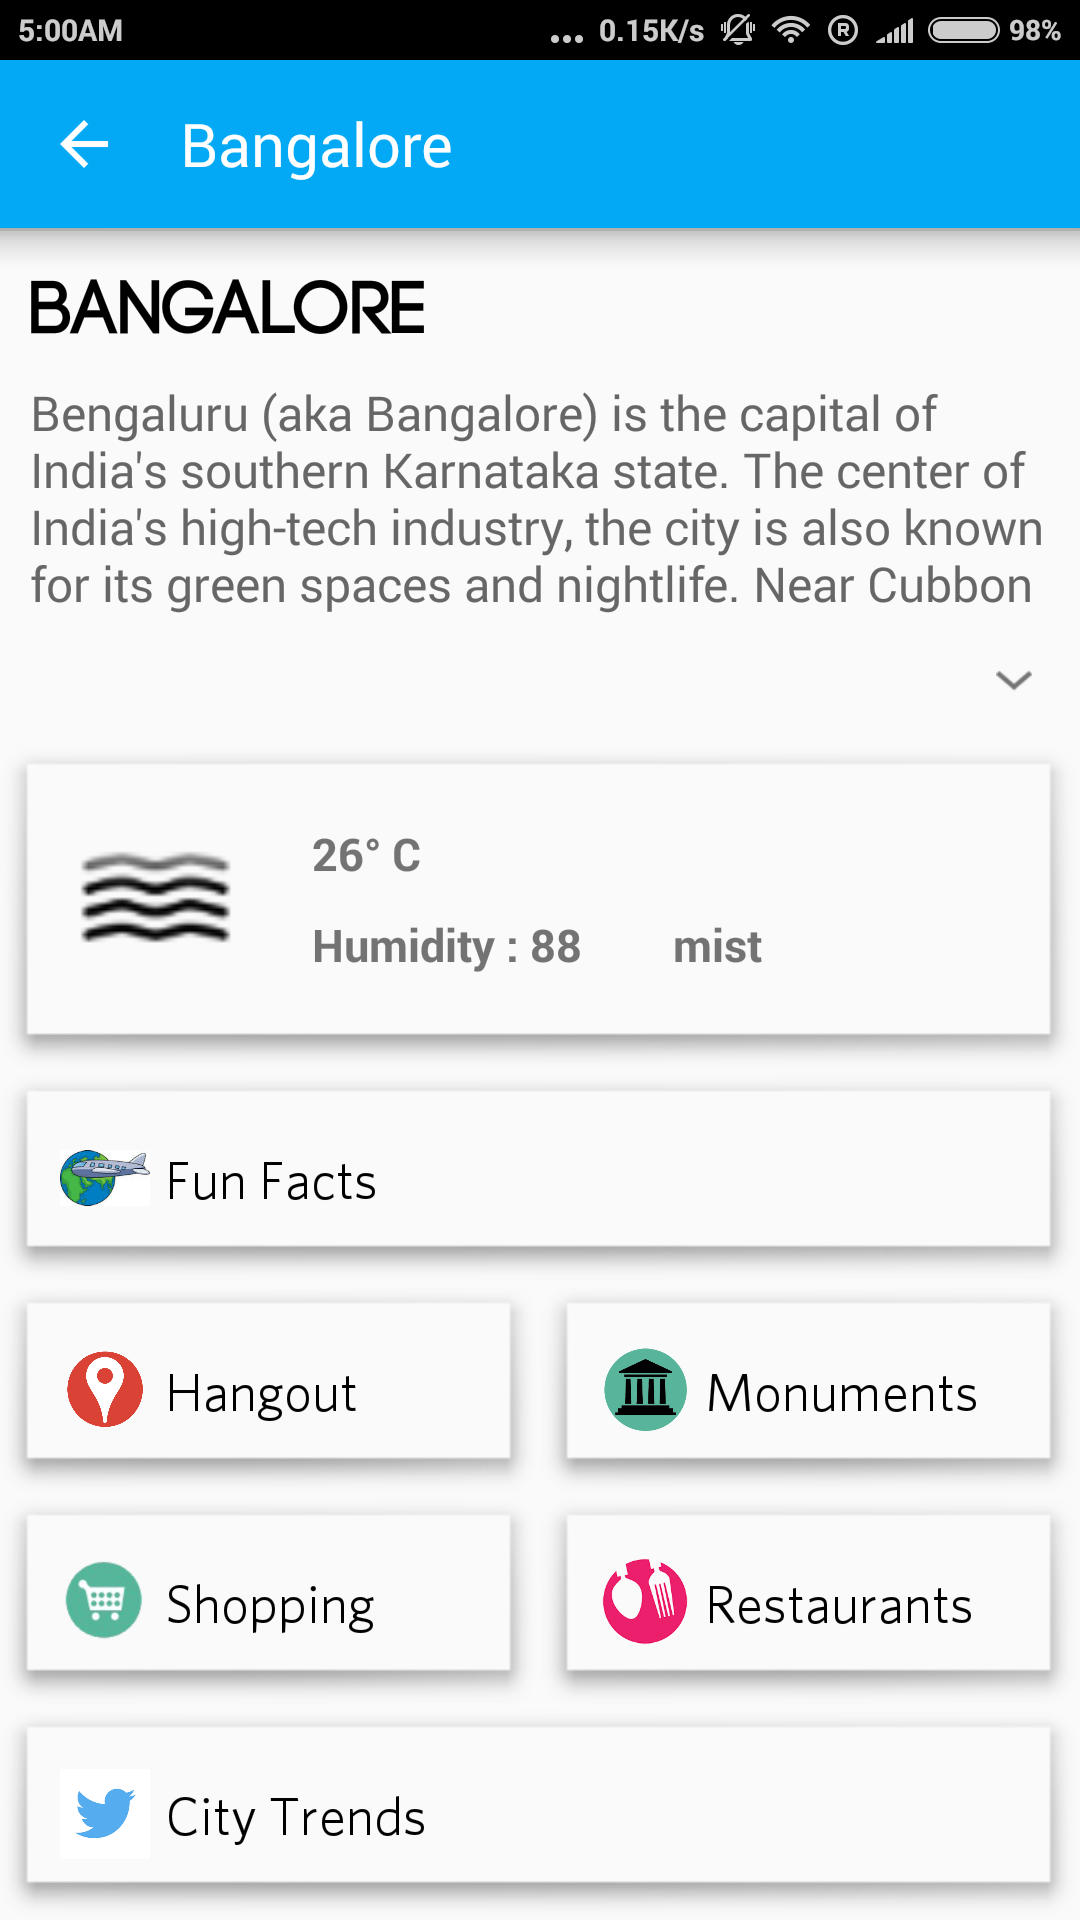 5:00AM ... 0.15K/s R 98%
Bangalore
BANGALORE
Bengaluru (aka Bangalore) is the capital of
India's southern Karnataka state. The center of
India's high-tech industry, the city is also known
for its green spaces and nightlife. Near Cubbon
26° C
Humidity : 88 mist
Fun Facts
Hangout Monuments
Shopping Restaurants
City Trends